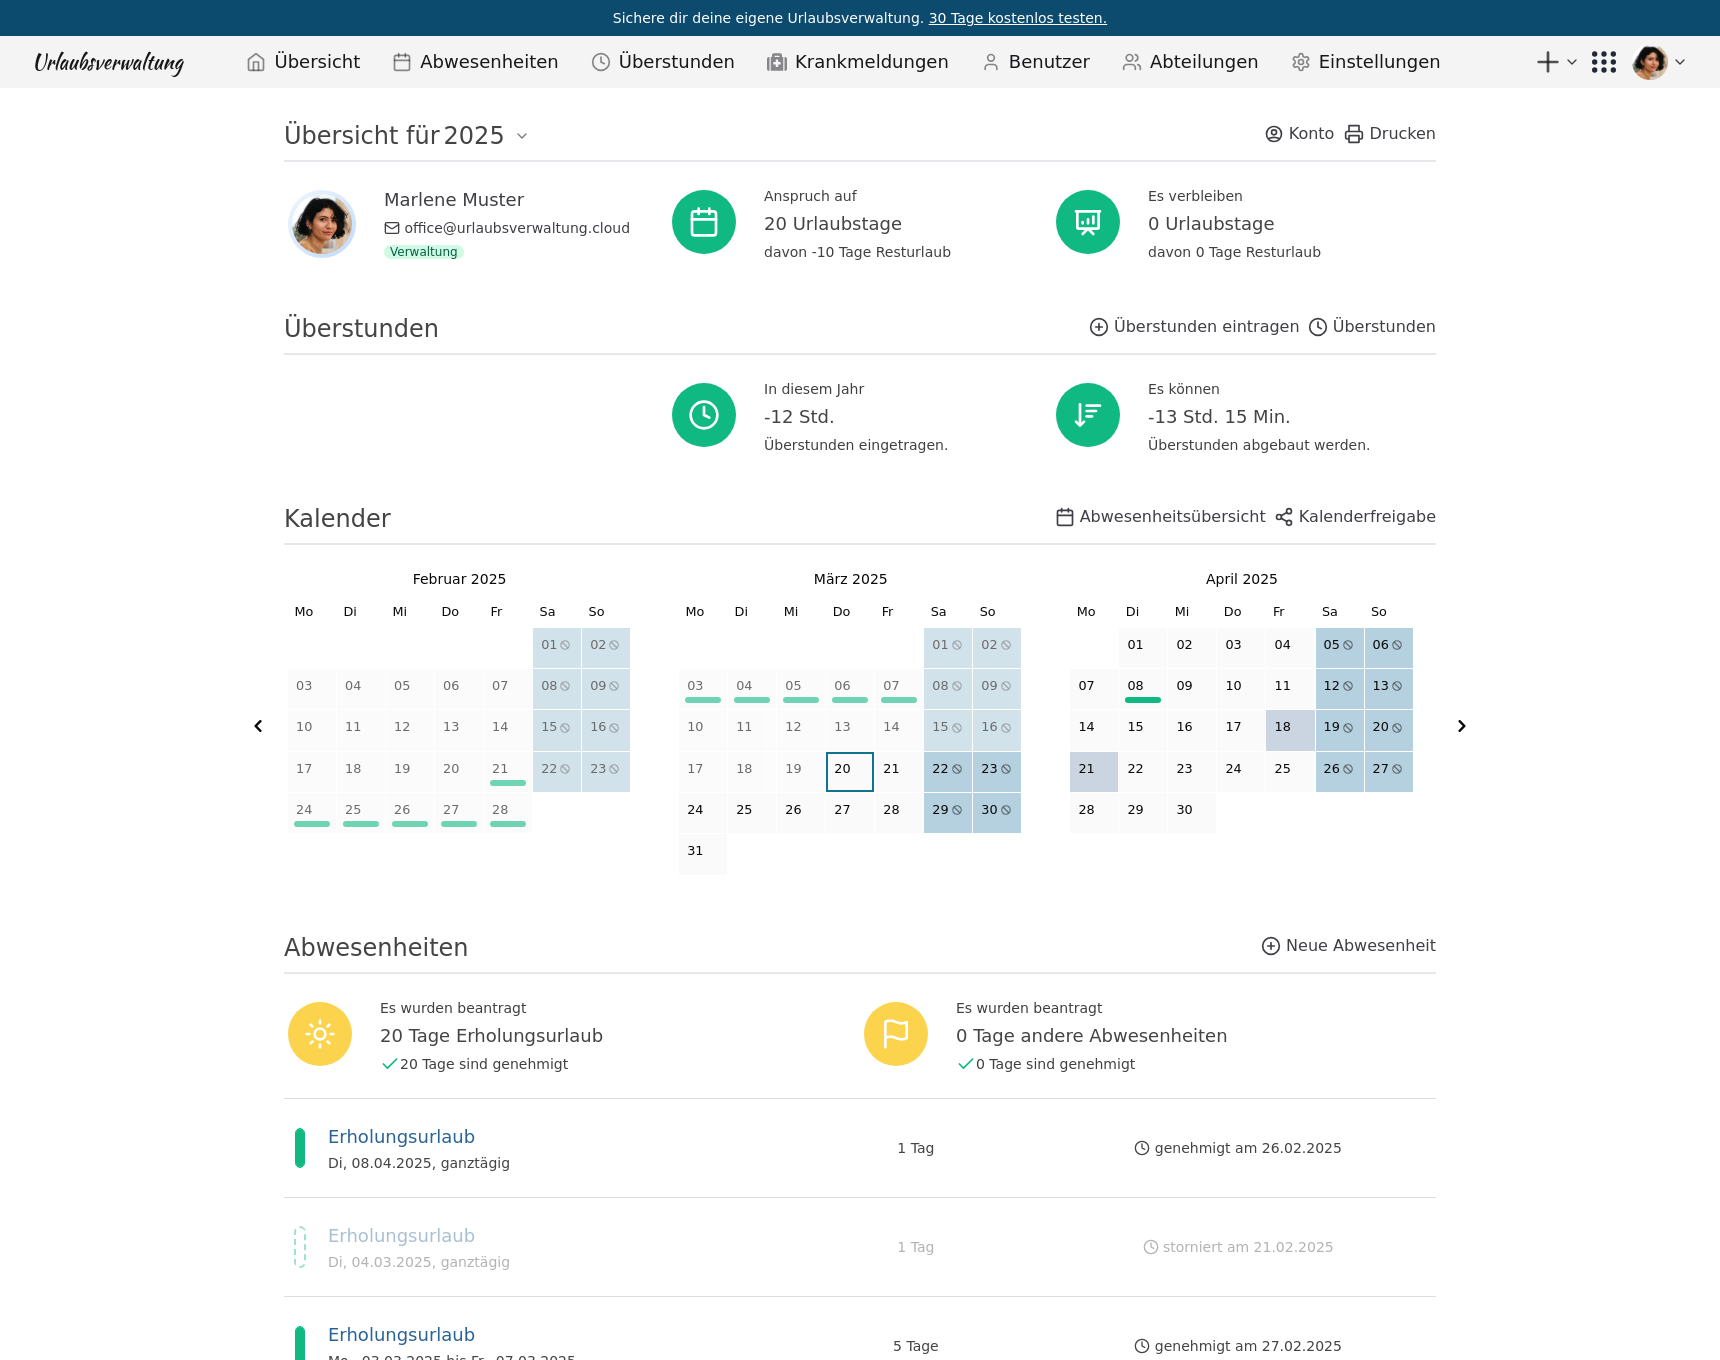 Sichere dir deine eigene Urlaubsverwaltung. 30 Tage kostenlos testen.
Urlaubsverwaltung Übersicht Abwesenheiten Überstunden Krankmeldungen Benutzer Abteilungen Einstellungen
Übersicht für 2025 Konto Drucken
Marlene Muster
office@urlaubsverwaltung.cloud
Verwaltung
Anspruch auf
20 Urlaubstage
davon -10 Tage Resturlaub
Es verbleiben
0 Urlaubstage
davon 0 Tage Resturlaub
Überstunden Überstunden eintragen Überstunden
In diesem Jahr
-12 Std.
Überstunden eingetragen.
Es können
-13 Std. 15 Min.
Überstunden abgebaut werden.
Kalender Abwesenheitsübersicht Kalenderfreigabe
Februar 2025
Mo Di Mi Do Fr Sa So
01 02
03 04 05 06 07 08 09
10 11 12 13 14 15 16
17 18 19 20 21 22 23
24 25 26 27 28
März 2025
Mo Di Mi Do Fr Sa So
01 02
03 04 05 06 07 08 09
10 11 12 13 14 15 16
17 18 19 20 21 22 23
24 25 26 27 28 29 30
31
April 2025
Mo Di Mi Do Fr Sa So
01 02 03 04 05 06
07 08 09 10 11 12 13
14 15 16 17 18 19 20
21 22 23 24 25 26 27
28 29 30
Abwesenheiten Neue Abwesenheit
Es wurden beantragt
20 Tage Erholungsurlaub
20 Tage sind genehmigt
Es wurden beantragt
0 Tage andere Abwesenheiten
0 Tage sind genehmigt
Erholungsurlaub
Di, 08.04.2025, ganztägig
1 Tag
genehmigt am 26.02.2025
Erholungsurlaub
Di, 04.03.2025, ganztägig
1 Tag
storniert am 21.02.2025
Erholungsurlaub
Mo, 03.03.2025 bis Fr, 07.03.2025
5 Tage
genehmigt am 27.02.2025